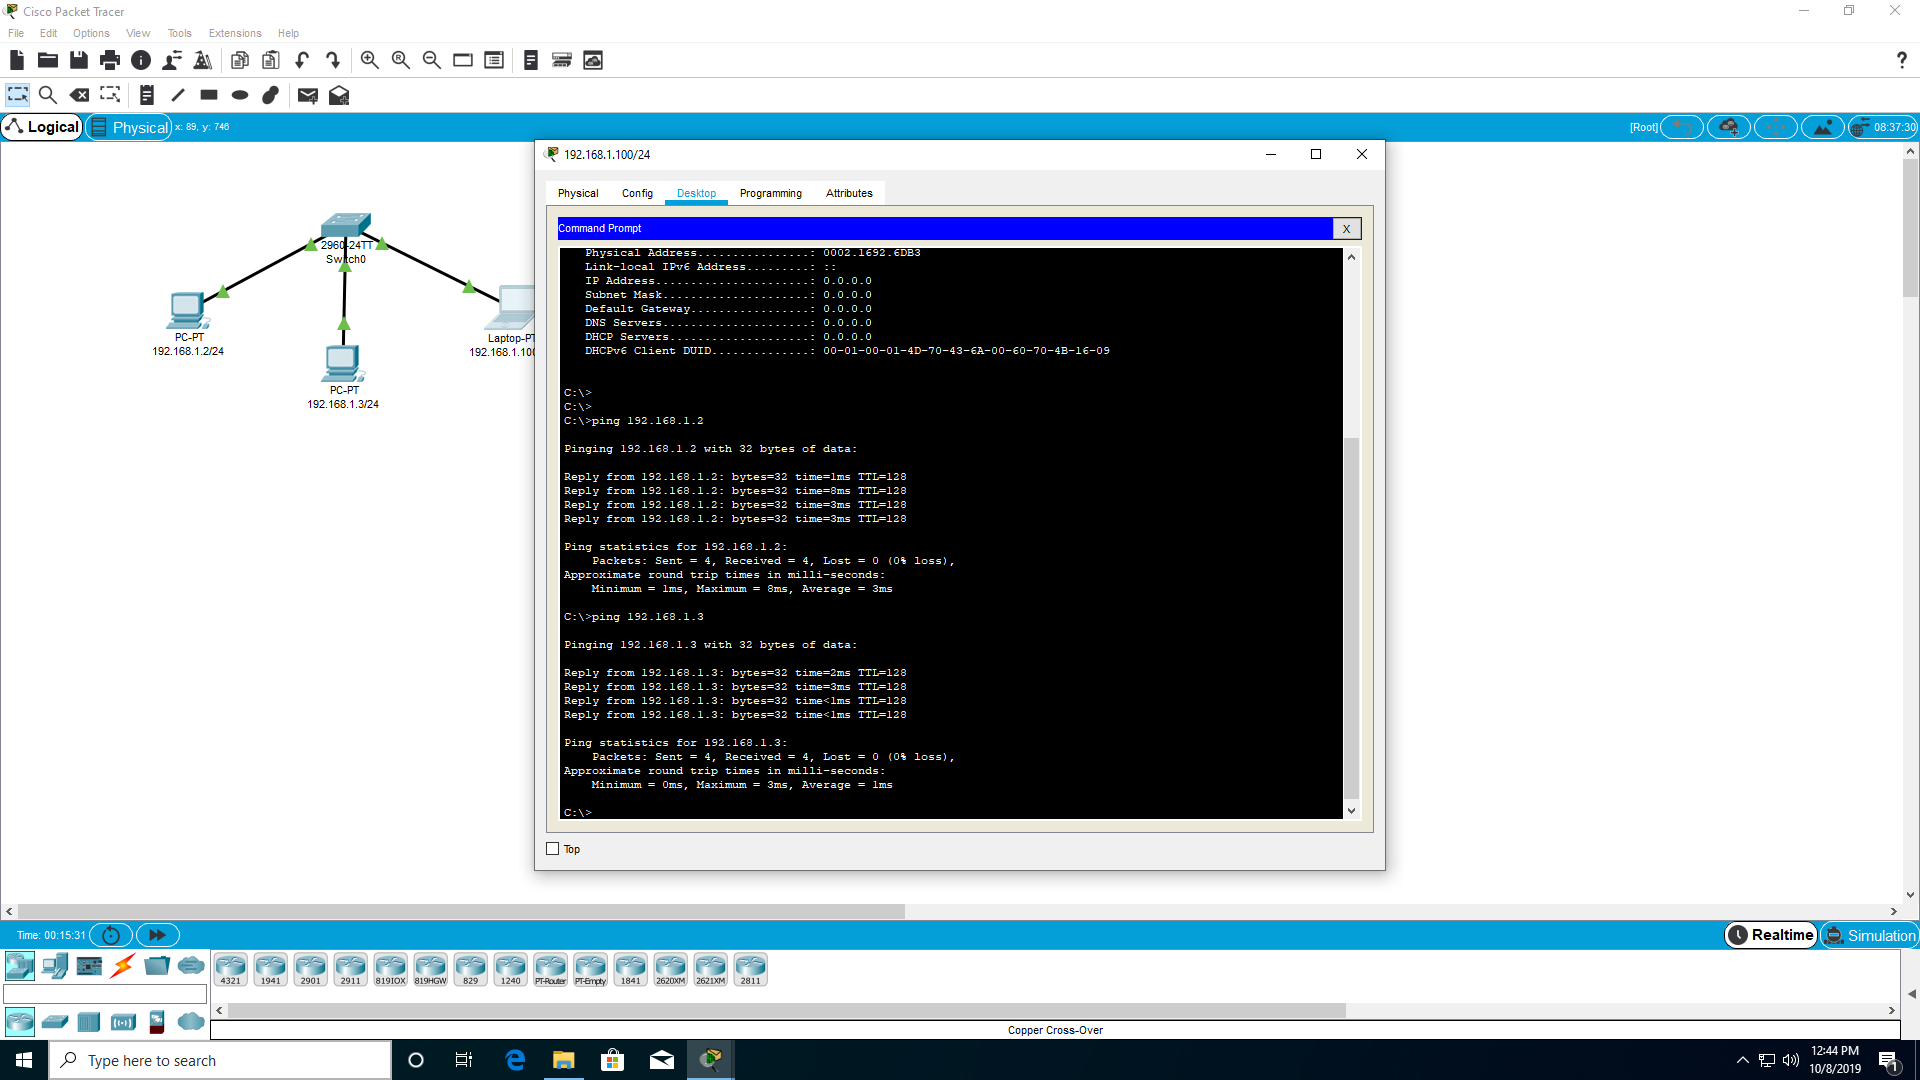 Cisco Packet Tracer
File Edit Options View Tools Extensions Help
?
Logical Physical x: 89, y: 746 [Root] 08:37:30
192.168.1.100/24
Physical Config Desktop Programming Attributes
Command Prompt X
Physical Address................: 0002.1692.6DB3
Link-local IPv6 Address.........: ::
IP Address......................: 0.0.0.0
Subnet Mask.....................: 0.0.0.0
Default Gateway.................: 0.0.0.0
DNS Servers.....................: 0.0.0.0
DHCP Servers....................: 0.0.0.0
DHCPv6 Client DUID..............: 00-01-00-01-4D-70-43-6A-00-60-70-4B-16-09
C:\>
C:\>
C:\>ping 192.168.1.2
Pinging 192.168.1.2 with 32 bytes of data:
Reply from 192.168.1.2: bytes=32 time=1ms TTL=128
Reply from 192.168.1.2: bytes=32 time=8ms TTL=128
Reply from 192.168.1.2: bytes=32 time=3ms TTL=128
Reply from 192.168.1.2: bytes=32 time=3ms TTL=128
Ping statistics for 192.168.1.2:
Packets: Sent = 4, Received = 4, Lost = 0 (0% loss),
Approximate round trip times in milli-seconds:
Minimum = 1ms, Maximum = 8ms, Average = 3ms
C:\>ping 192.168.1.3
Pinging 192.168.1.3 with 32 bytes of data:
Reply from 192.168.1.3: bytes=32 time=2ms TTL=128
Reply from 192.168.1.3: bytes=32 time=3ms TTL=128
Reply from 192.168.1.3: bytes=32 time<1ms TTL=128
Reply from 192.168.1.3: bytes=32 time<1ms TTL=128
Ping statistics for 192.168.1.3:
Packets: Sent = 4, Received = 4, Lost = 0 (0% loss),
Approximate round trip times in milli-seconds:
Minimum = 0ms, Maximum = 3ms, Average = 1ms
C:\>
Top
2960-24TT
Switch0
PC-PT
192.168.1.2/24
PC-PT
192.168.1.3/24
Laptop-PT
192.168.1.100
Time: 00:15:31 Realtime Simulation
4321 1941 2901 2911 819IOX 819HGW 829 1240 PT-Router PT-Empty 1841 2620XM 2621XM 2811
Copper Cross-Over
Type here to search
12:44 PM
10/8/2019
1